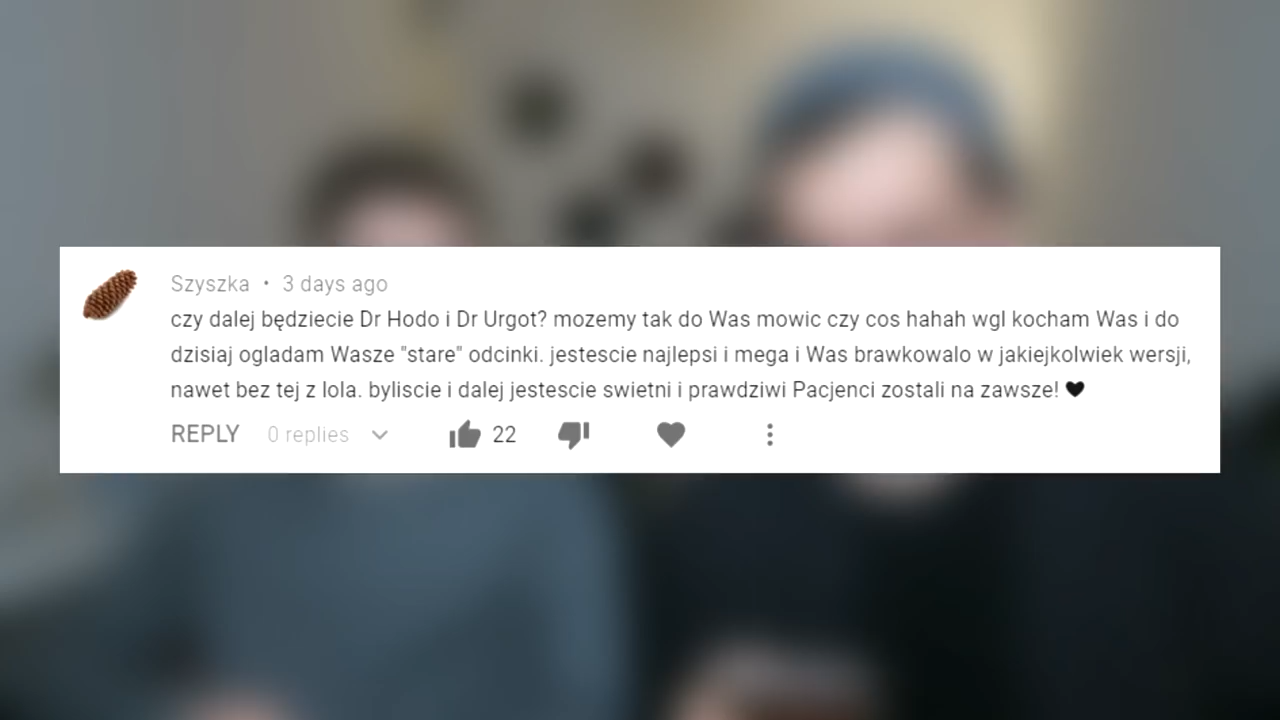 Szyszka • 3 days ago
czy dalej będziecie Dr Hodo i Dr Urgot? mozemy tak do Was mowic czy cos hahah wgl kocham Was i do
dzisiaj ogladam Wasze "stare" odcinki. jestescie najlepsi i mega i Was brawkowalo w jakiejkolwiek wersji,
nawet bez tej z lola. byliscie i dalej jestescie swietni i prawdziwi Pacjenci zostali na zawsze! 🖤
REPLY 0 replies 22